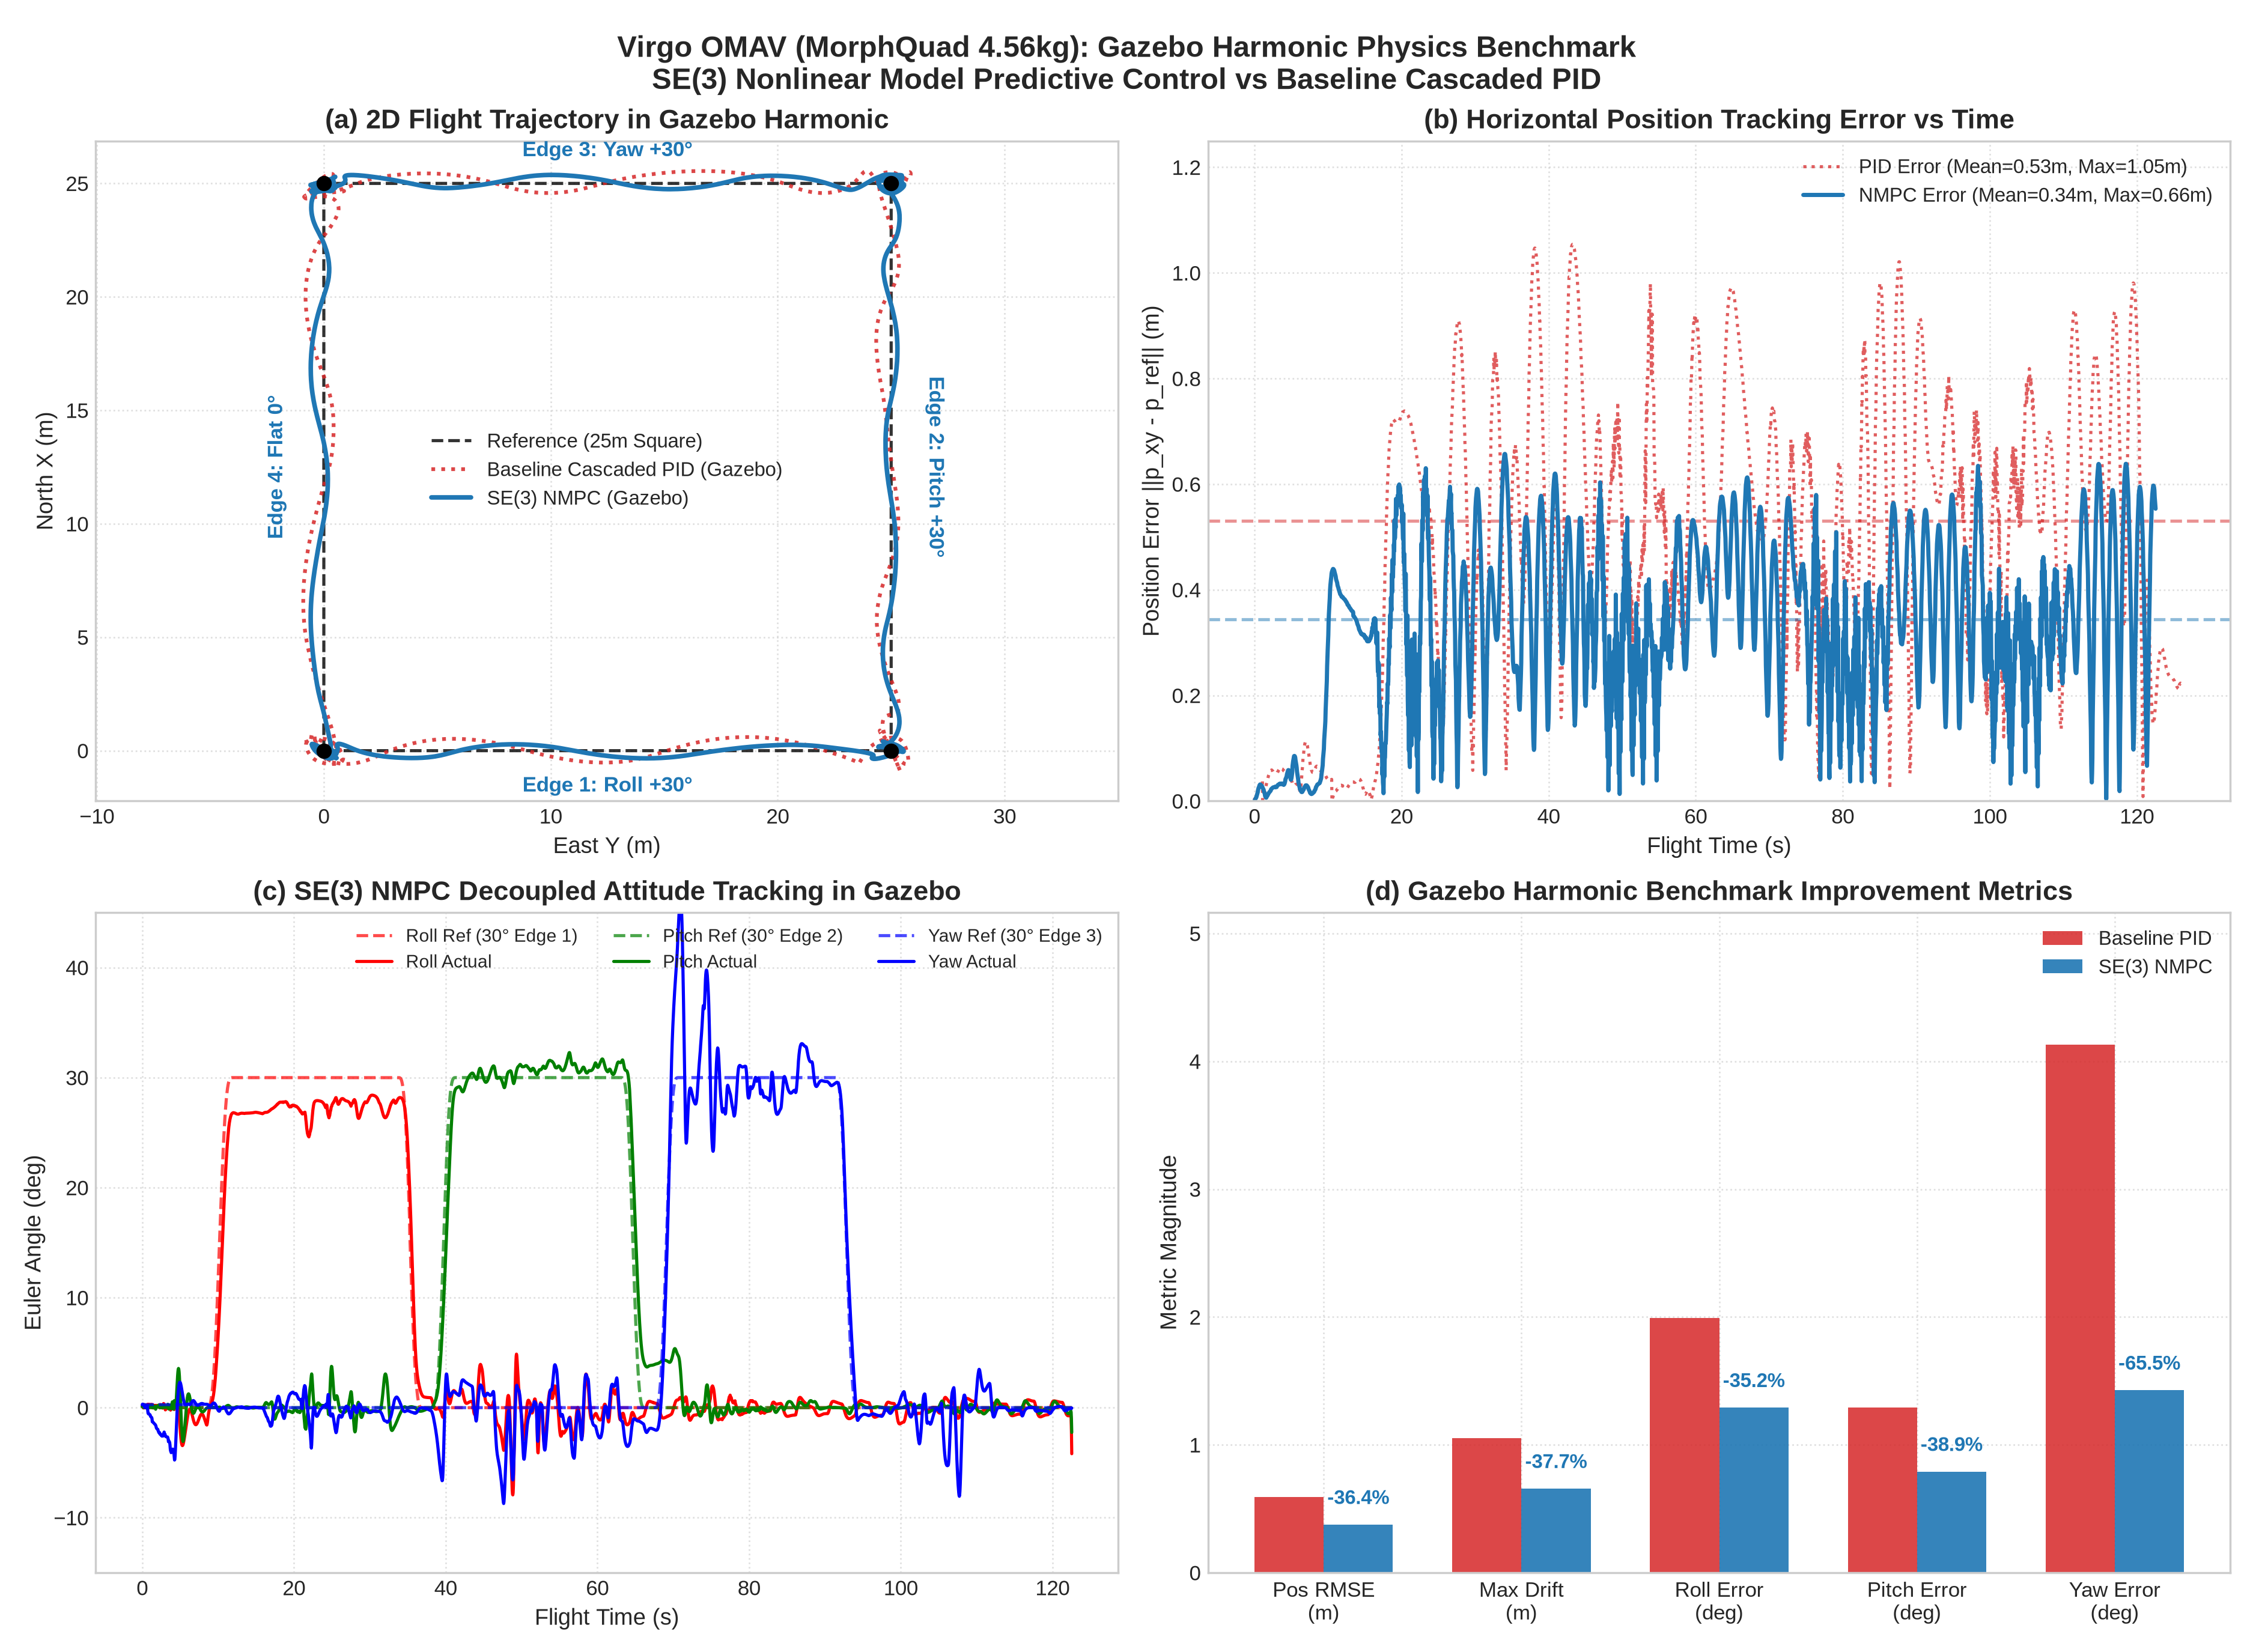 Virgo OMAV (MorphQuad 4.56kg): Gazebo Harmonic Physics Benchmark
SE(3) Nonlinear Model Predictive Control vs Baseline Cascaded PID
(a) 2D Flight Trajectory in Gazebo Harmonic
Edge 3: Yaw +30°
25
20
15
10
5
0
North X (m)
Edge 4: Flat 0°
Edge 2: Pitch +30°
Reference (25m Square)
Baseline Cascaded PID (Gazebo)
SE(3) NMPC (Gazebo)
Edge 1: Roll +30°
−10
0
10
20
30
East Y (m)
(b) Horizontal Position Tracking Error vs Time
PID Error (Mean=0.53m, Max=1.05m)
NMPC Error (Mean=0.34m, Max=0.66m)
1.2
1.0
0.8
0.6
0.4
0.2
0.0
Position Error ||p_xy - p_ref|| (m)
0
20
40
60
80
100
120
Flight Time (s)
(c) SE(3) NMPC Decoupled Attitude Tracking in Gazebo
Roll Ref (30° Edge 1)
Roll Actual
Pitch Ref (30° Edge 2)
Pitch Actual
Yaw Ref (30° Edge 3)
Yaw Actual
40
30
20
10
0
−10
Euler Angle (deg)
0
20
40
60
80
100
120
Flight Time (s)
(d) Gazebo Harmonic Benchmark Improvement Metrics
Baseline PID
SE(3) NMPC
5
4
3
2
1
0
Metric Magnitude
-36.4%
-37.7%
-35.2%
-38.9%
-65.5%
Pos RMSE
(m)
Max Drift
(m)
Roll Error
(deg)
Pitch Error
(deg)
Yaw Error
(deg)